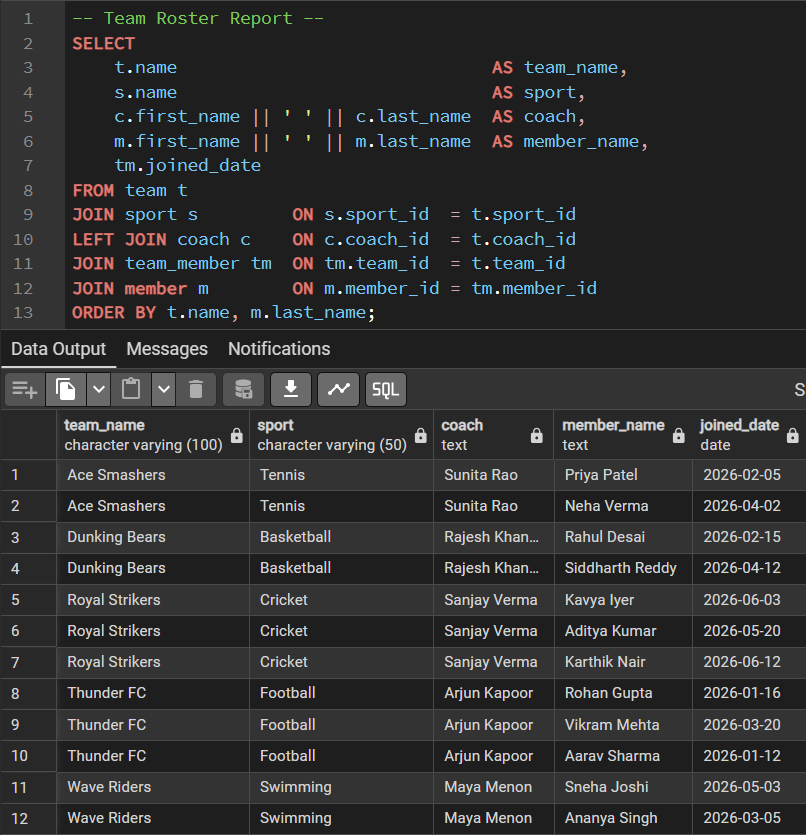 1 -- Team Roster Report --
2 SELECT
3 t.name AS team_name,
4 s.name AS sport,
5 c.first_name || ' ' || c.last_name AS coach,
6 m.first_name || ' ' || m.last_name AS member_name,
7 tm.joined_date
8 FROM team t
9 JOIN sport s ON s.sport_id = t.sport_id
10 LEFT JOIN coach c ON c.coach_id = t.coach_id
11 JOIN team_member tm ON tm.team_id = t.team_id
12 JOIN member m ON m.member_id = tm.member_id
13 ORDER BY t.name, m.last_name;
Data Output Messages Notifications
SQL S
team_name sport coach member_name joined_date
character varying (100) character varying (50) text text date
1 Ace Smashers Tennis Sunita Rao Priya Patel 2026-02-05
2 Ace Smashers Tennis Sunita Rao Neha Verma 2026-04-02
3 Dunking Bears Basketball Rajesh Khan... Rahul Desai 2026-02-15
4 Dunking Bears Basketball Rajesh Khan... Siddharth Reddy 2026-04-12
5 Royal Strikers Cricket Sanjay Verma Kavya Iyer 2026-06-03
6 Royal Strikers Cricket Sanjay Verma Aditya Kumar 2026-05-20
7 Royal Strikers Cricket Sanjay Verma Karthik Nair 2026-06-12
8 Thunder FC Football Arjun Kapoor Rohan Gupta 2026-01-16
9 Thunder FC Football Arjun Kapoor Vikram Mehta 2026-03-20
10 Thunder FC Football Arjun Kapoor Aarav Sharma 2026-01-12
11 Wave Riders Swimming Maya Menon Sneha Joshi 2026-05-03
12 Wave Riders Swimming Maya Menon Ananya Singh 2026-03-05